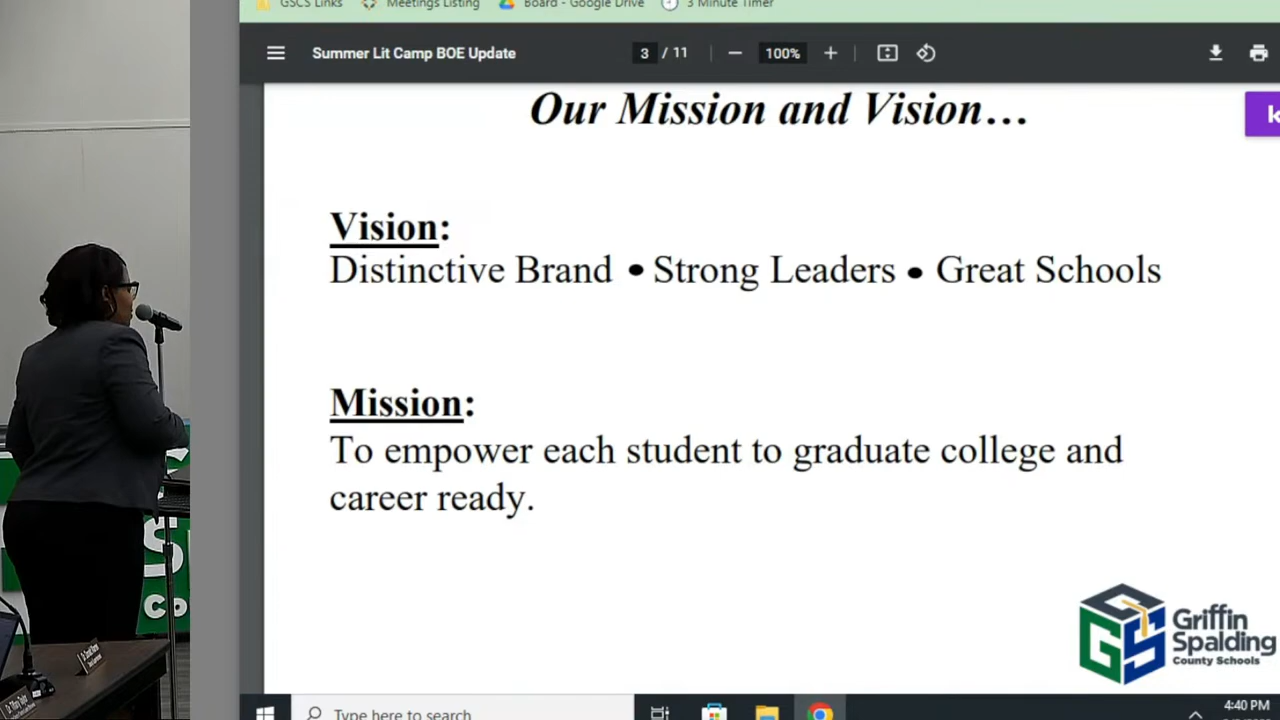 GSCS Links
Meetings Listing
Board - Google Drive
3 Minute Timer
Summer Lit Camp BOE Update
3 / 11
100%
Our Mission and Vision…
Vision:
Distinctive Brand • Strong Leaders • Great Schools
Mission:
To empower each student to graduate college and
career ready.
GSCS
Griffin
Spalding
County Schools
Type here to search
4:40 PM